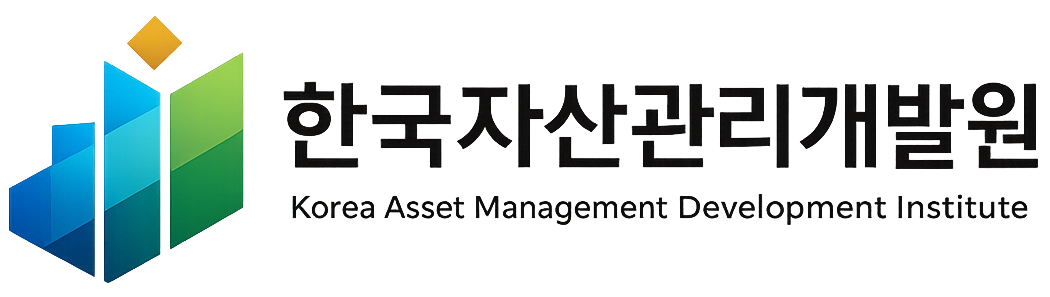 한국자산관리개발원
Korea Asset Management Development Institute